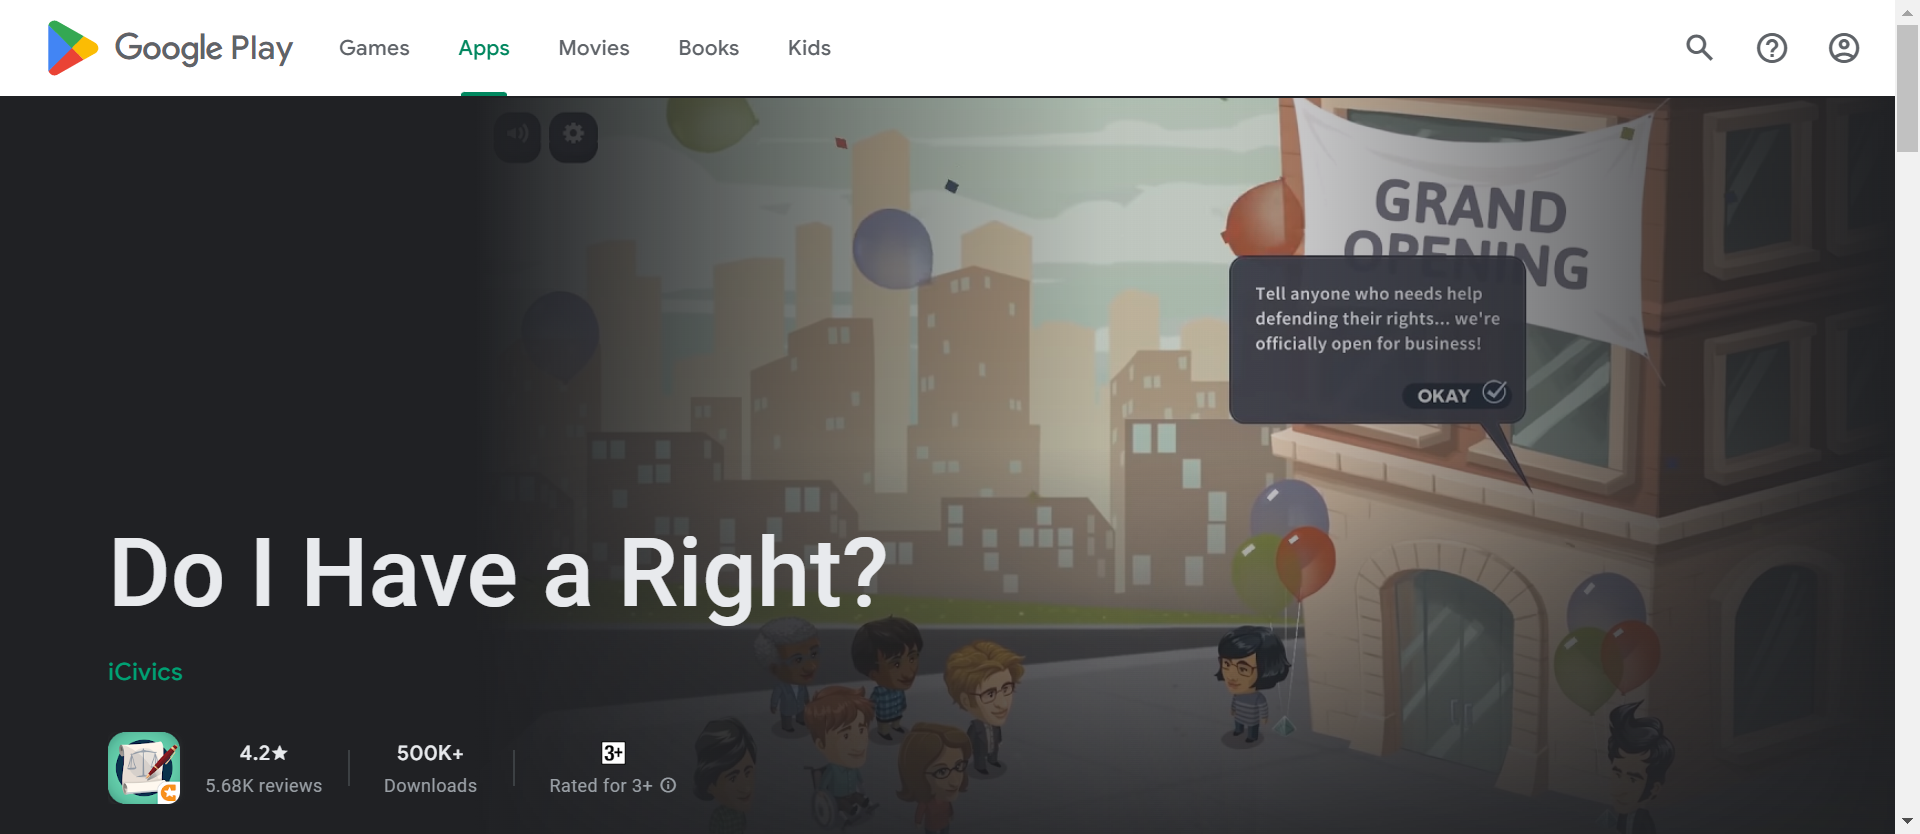 Google Play
Games
Apps
Movies
Books
Kids
GRAND
OPENING
Tell anyone who needs help
defending their rights... we're
officially open for business!
OKAY
Do I Have a Right?
iCivics
4.2★
5.68K reviews
500K+
Downloads
3+
Rated for 3+